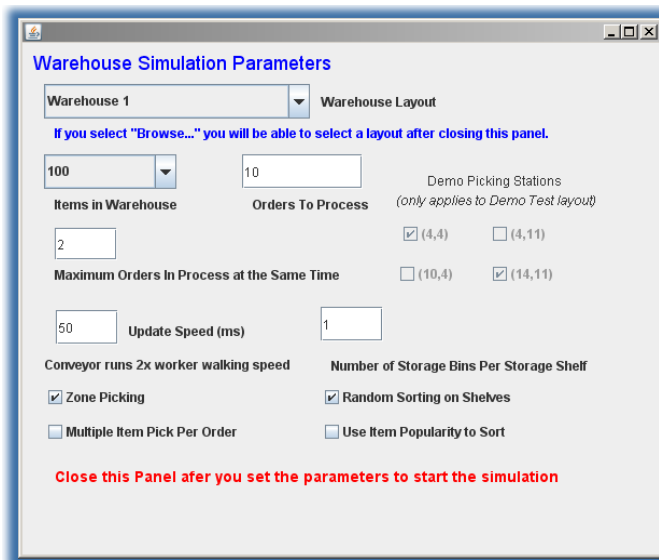 Warehouse Simulation Parameters
Warehouse 1 Warehouse Layout
If you select "Browse..." you will be able to select a layout after closing this panel.
100 10
Demo Picking Stations
Items in Warehouse Orders To Process (only applies to Demo Test layout)
2 (4,4) (4,11)
Maximum Orders In Process at the Same Time (10,4) (14,11)
50 Update Speed (ms) 1
Conveyor runs 2x worker walking speed Number of Storage Bins Per Storage Shelf
Zone Picking Random Sorting on Shelves
Multiple Item Pick Per Order Use Item Popularity to Sort
Close this Panel afer you set the parameters to start the simulation